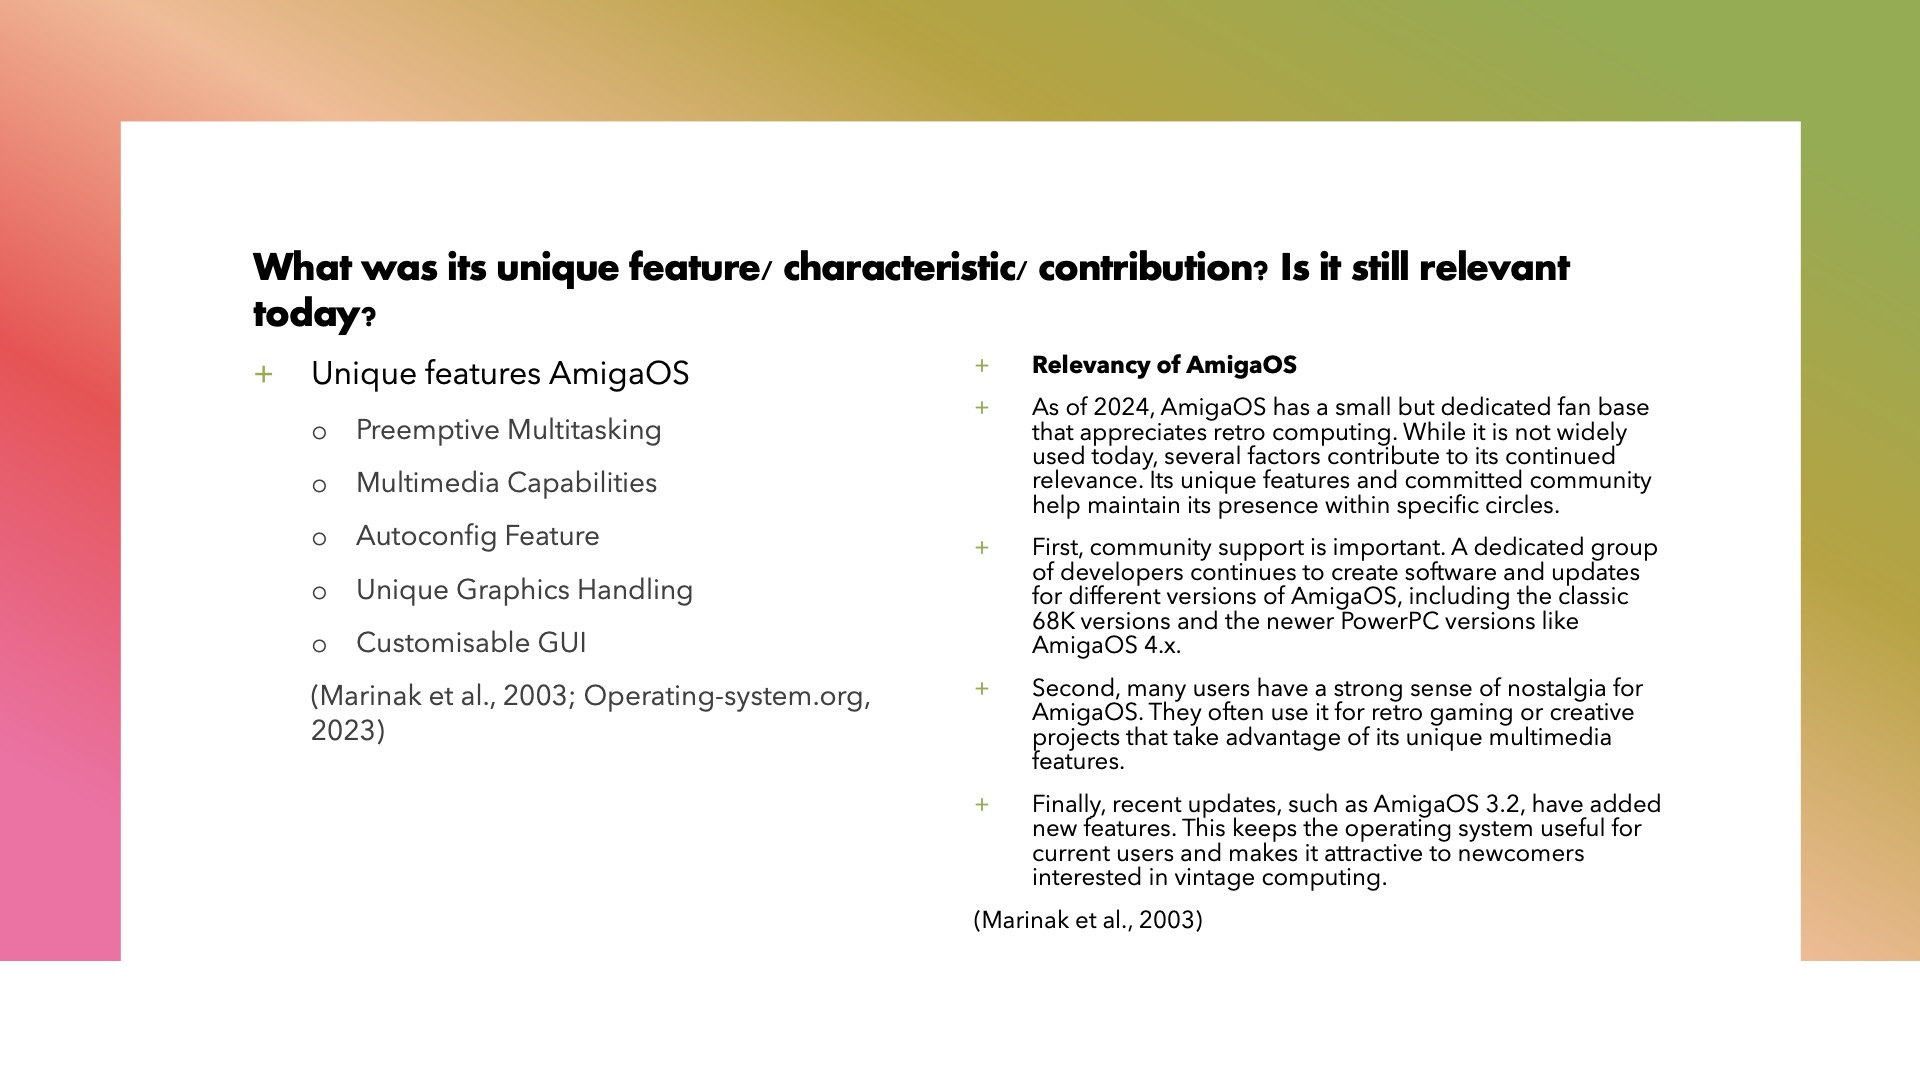 What was its unique feature/ characteristic/ contribution? Is it still relevant
today?
+ Unique features AmigaOS
o Preemptive Multitasking
o Multimedia Capabilities
o Autoconfig Feature
o Unique Graphics Handling
o Customisable GUI
(Marinak et al., 2003; Operating-system.org,
2023)
+ Relevancy of AmigaOS
+ As of 2024, AmigaOS has a small but dedicated fan base
that appreciates retro computing. While it is not widely
used today, several factors contribute to its continued
relevance. Its unique features and committed community
help maintain its presence within specific circles.
+ First, community support is important. A dedicated group
of developers continues to create software and updates
for different versions of AmigaOS, including the classic
68K versions and the newer PowerPC versions like
AmigaOS 4.x.
+ Second, many users have a strong sense of nostalgia for
AmigaOS. They often use it for retro gaming or creative
projects that take advantage of its unique multimedia
features.
+ Finally, recent updates, such as AmigaOS 3.2, have added
new features. This keeps the operating system useful for
current users and makes it attractive to newcomers
interested in vintage computing.
(Marinak et al., 2003)